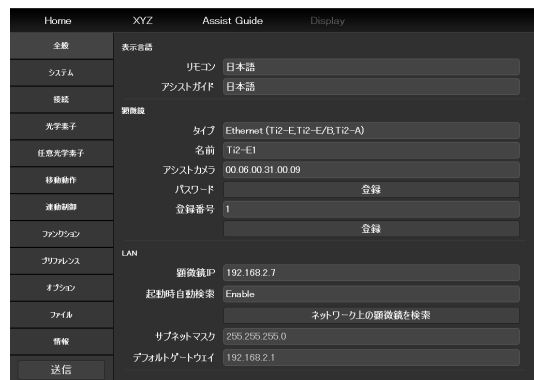 Home XYZ Assist Guide Display
全般
システム
接続
光学素子
任意光学素子
移動動作
連動制御
ファンクション
プリファレンス
オプション
ファイル
情報
送信
表示言語
リモコン 日本語
アシストガイド 日本語
顕微鏡
タイプ Ethernet (Ti2-E,Ti2-E/B,Ti2-A)
名前 Ti2-E1
アシストカメラ 00.06.00.31.00.09
パスワード 登録
登録番号 1
登録
LAN
顕微鏡IP 192.168.2.7
起動時自動検索 Enable
ネットワーク上の顕微鏡を検索
サブネットマスク 255.255.255.0
デフォルトゲートウェイ 192.168.2.1